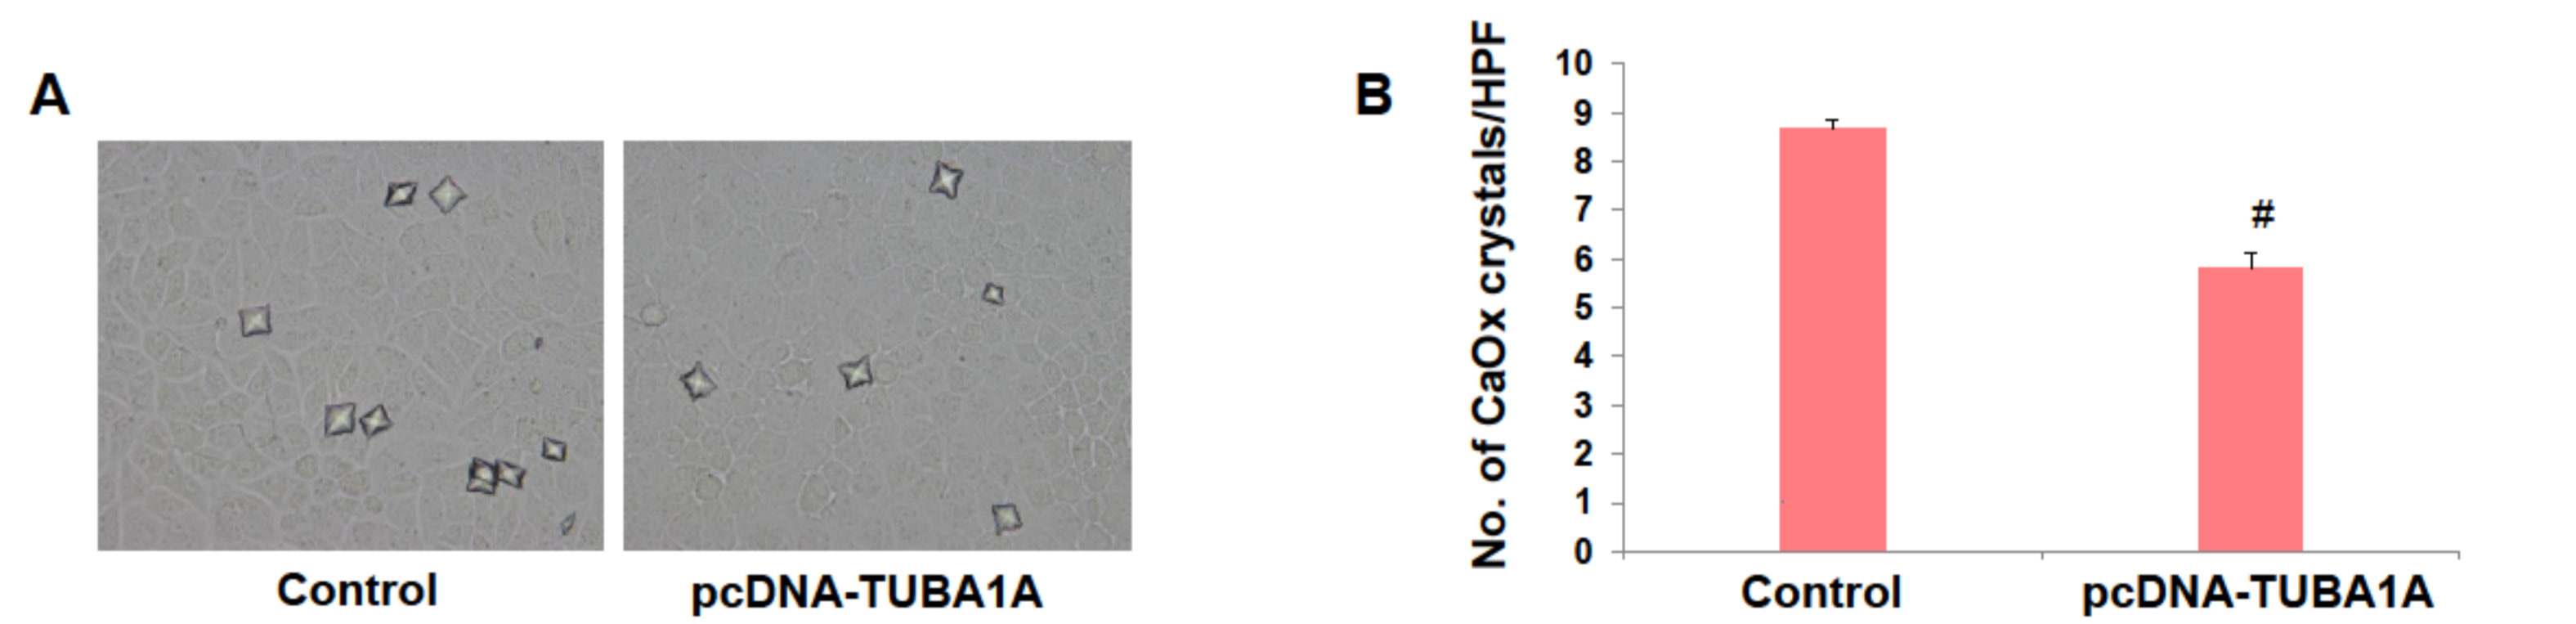 A
Control
pcDNA-TUBA1A
B
No. of CaOx crystals/HPF
10
9
8
7
6
5
4
3
2
1
0
#
Control
pcDNA-TUBA1A